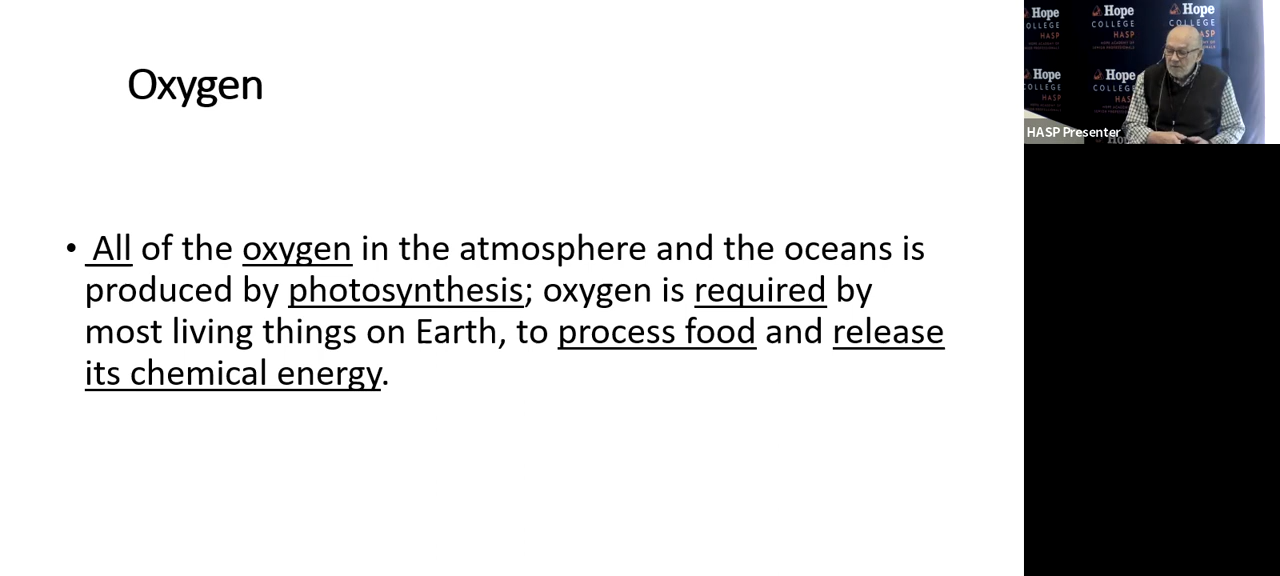 Oxygen
• All of the oxygen in the atmosphere and the oceans is
produced by photosynthesis; oxygen is required by
most living things on Earth, to process food and release
its chemical energy.
Hope
COLLEGE
HASP
Hope
COLLEGE
HASP
Hope
COLLEGE
HASP
Hope
COLLEGE
HASP
Hope
COLLEGE
HASP Presenter